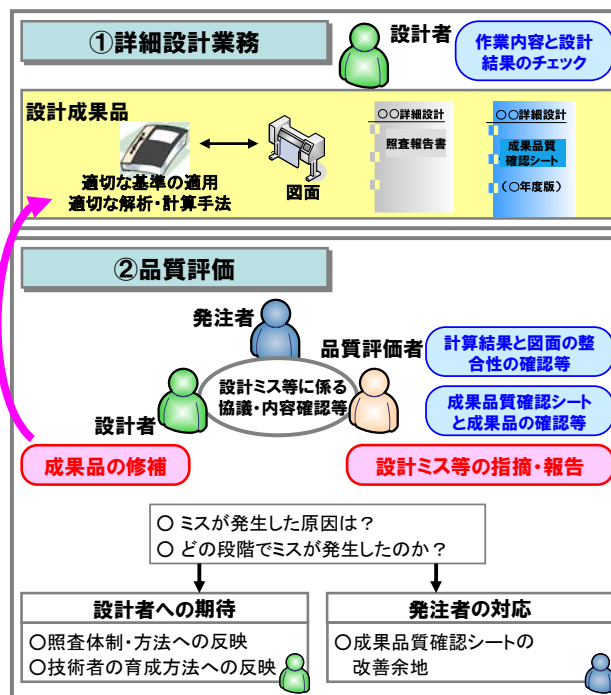 ①詳細設計業務
設計者
作業内容と設計
結果のチェック
設計成果品
適切な基準の適用
適切な解析・計算手法
図面
○○詳細設計
照査報告書
○○詳細設計
成果品質
確認シート
(○年度版)
②品質評価
発注者
品質評価者
設計者
設計ミス等に係る
協議・内容確認等
計算結果と図面の整
合性の確認等
成果品質確認シート
と成果品の確認等
成果品の修補
設計ミス等の指摘・報告
○ ミスが発生した原因は?
○ どの段階でミスが発生したのか?
設計者への期待
○照査体制・方法への反映
○技術者の育成方法への反映
発注者の対応
○成果品質確認シートの
改善余地